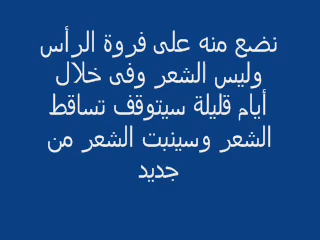 نضع منه على فروة الرأس
وليس الشعر وفى خلال
أيام قليلة سيتوقف تساقط
الشعر وسينبت الشعر من
جديد